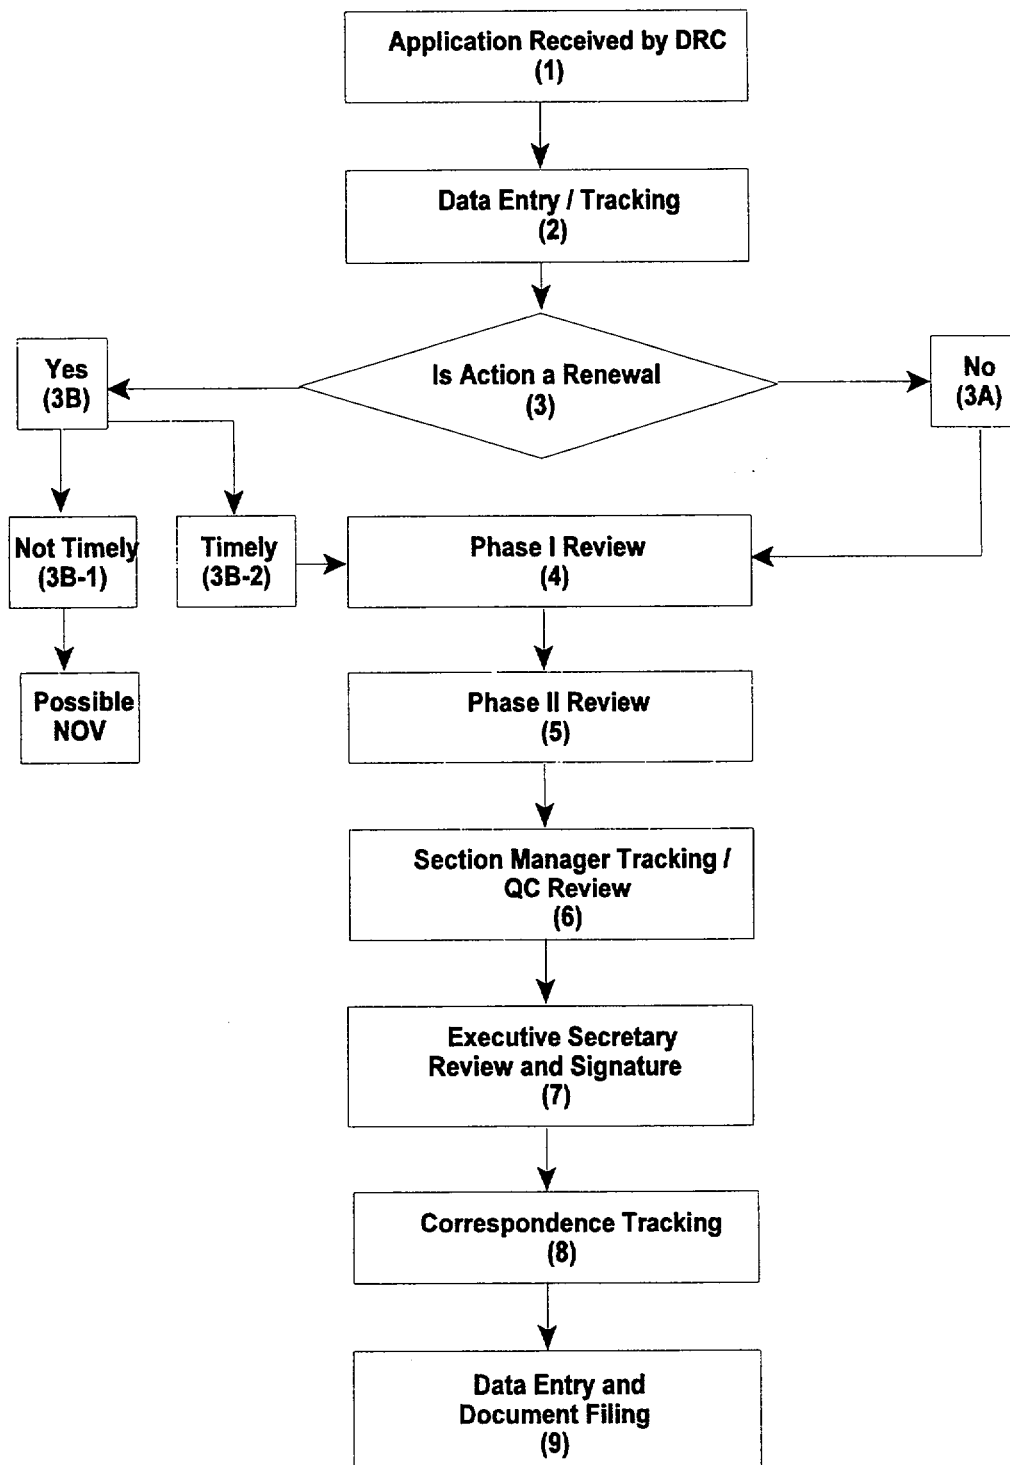 Application Received by DRC
(1)
Data Entry / Tracking
(2)
Is Action a Renewal
(3)
Yes
(3B)
No
(3A)
Not Timely
(3B-1)
Timely
(3B-2)
Phase I Review
(4)
Possible
NOV
Phase II Review
(5)
Section Manager Tracking /
QC Review
(6)
Executive Secretary
Review and Signature
(7)
Correspondence Tracking
(8)
Data Entry and
Document Filing
(9)